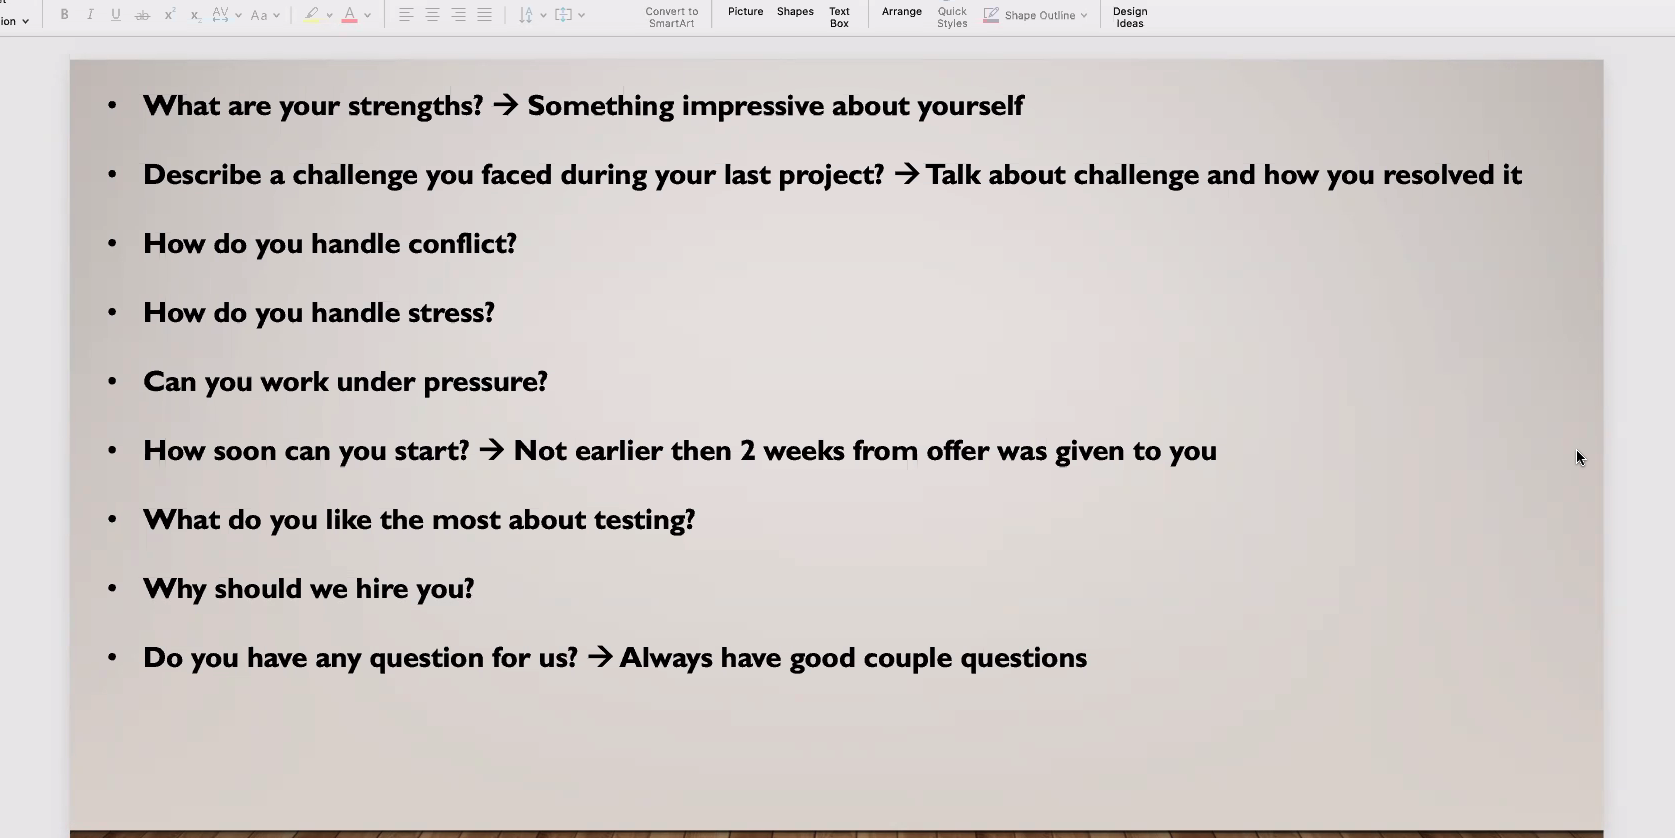 ion
B I U ab x² x₂ AV Aa A
Convert to
SmartArt
Picture
Shapes
Text
Box
Arrange
Quick
Styles
Shape Outline
Design
Ideas
• What are your strengths? → Something impressive about yourself
• Describe a challenge you faced during your last project? → Talk about challenge and how you resolved it
• How do you handle conflict?
• How do you handle stress?
• Can you work under pressure?
• How soon can you start? → Not earlier then 2 weeks from offer was given to you
• What do you like the most about testing?
• Why should we hire you?
• Do you have any question for us? → Always have good couple questions